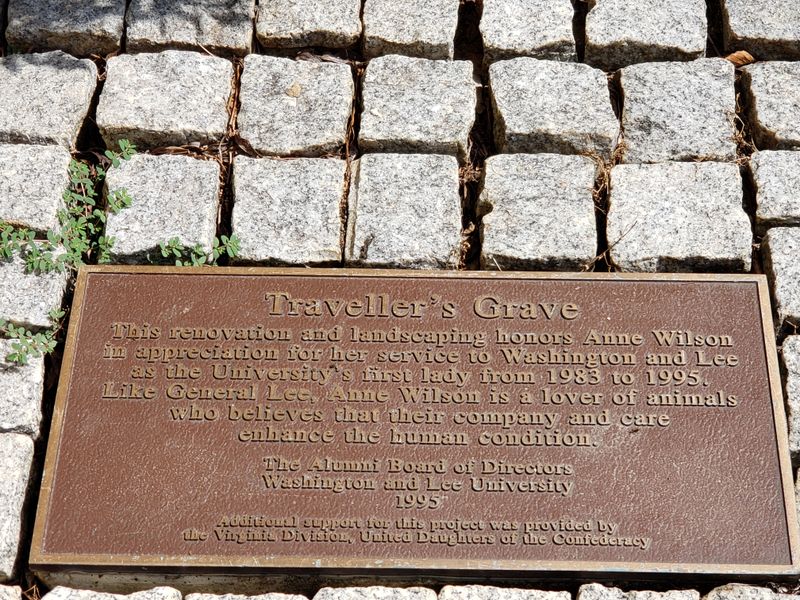 Traveller's Grave
This renovation and landscaping honors Anne Wilson
in appreciation for her service to Washington and Lee
as the University's first lady from 1983 to 1995.
Like General Lee, Anne Wilson is a lover of animals
who believes that their company and care
enhance the human condition.
The Alumni Board of Directors
Washington and Lee University
1995
Additional support for this project was provided by
the Virginia Division, United Daughters of the Confederacy